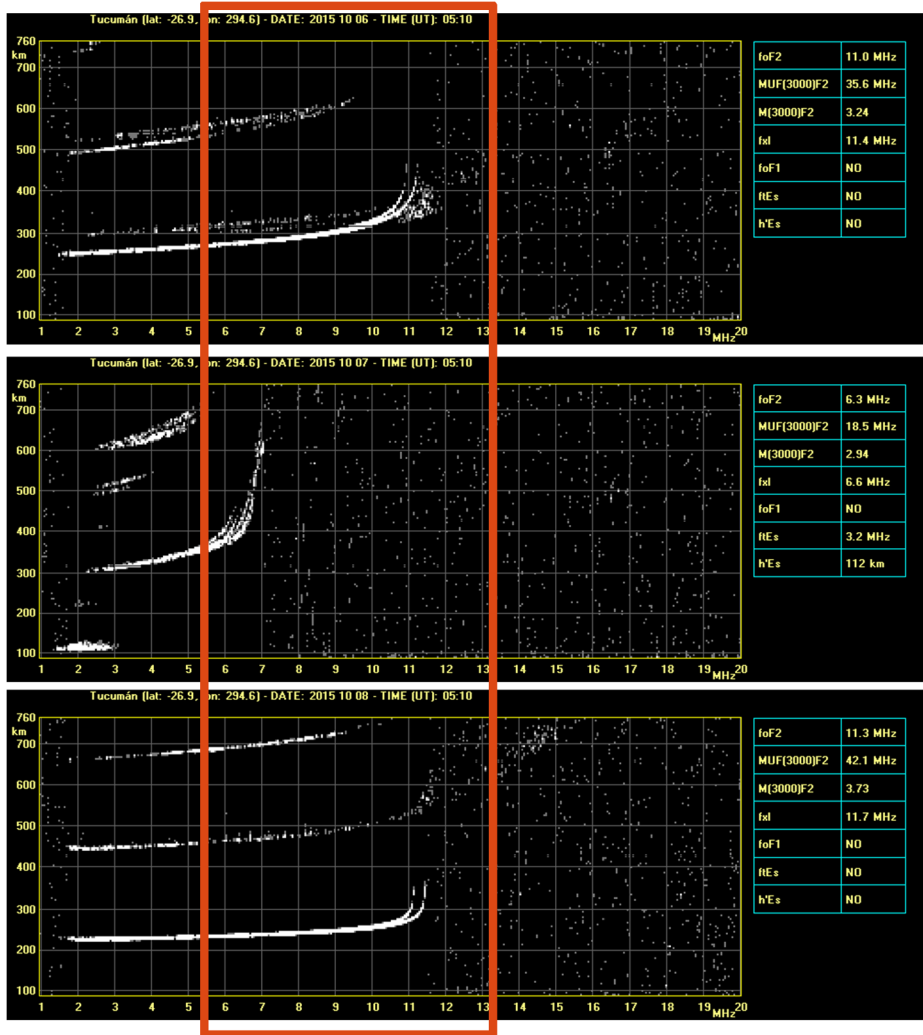 Tucumán (lat: -26.9, lon: 294.6) - DATE: 2015 10 06 - TIME (UT): 05:10
760
km
700
600
500
400
300
200
100
1 2 3 4 5 6 7 8 9 10 11 12 13 14 15 16 17 18 19 20
MHz
foF2 11.0 MHz
MUF(3000)F2 35.6 MHz
M(3000)F2 3.24
fxI 11.4 MHz
foF1 NO
ftEs NO
h'Es NO
Tucumán (lat: -26.9, lon: 294.6) - DATE: 2015 10 07 - TIME (UT): 05:10
760
km
700
600
500
400
300
200
100
1 2 3 4 5 6 7 8 9 10 11 12 13 14 15 16 17 18 19 20
MHz
foF2 6.3 MHz
MUF(3000)F2 18.5 MHz
M(3000)F2 2.94
fxI 6.6 MHz
foF1 NO
ftEs 3.2 MHz
h'Es 112 km
Tucumán (lat: -26.9, lon: 294.6) - DATE: 2015 10 08 - TIME (UT): 05:10
760
km
700
600
500
400
300
200
100
1 2 3 4 5 6 7 8 9 10 11 12 13 14 15 16 17 18 19 20
MHz
foF2 11.3 MHz
MUF(3000)F2 42.1 MHz
M(3000)F2 3.73
fxI 11.7 MHz
foF1 NO
ftEs NO
h'Es NO